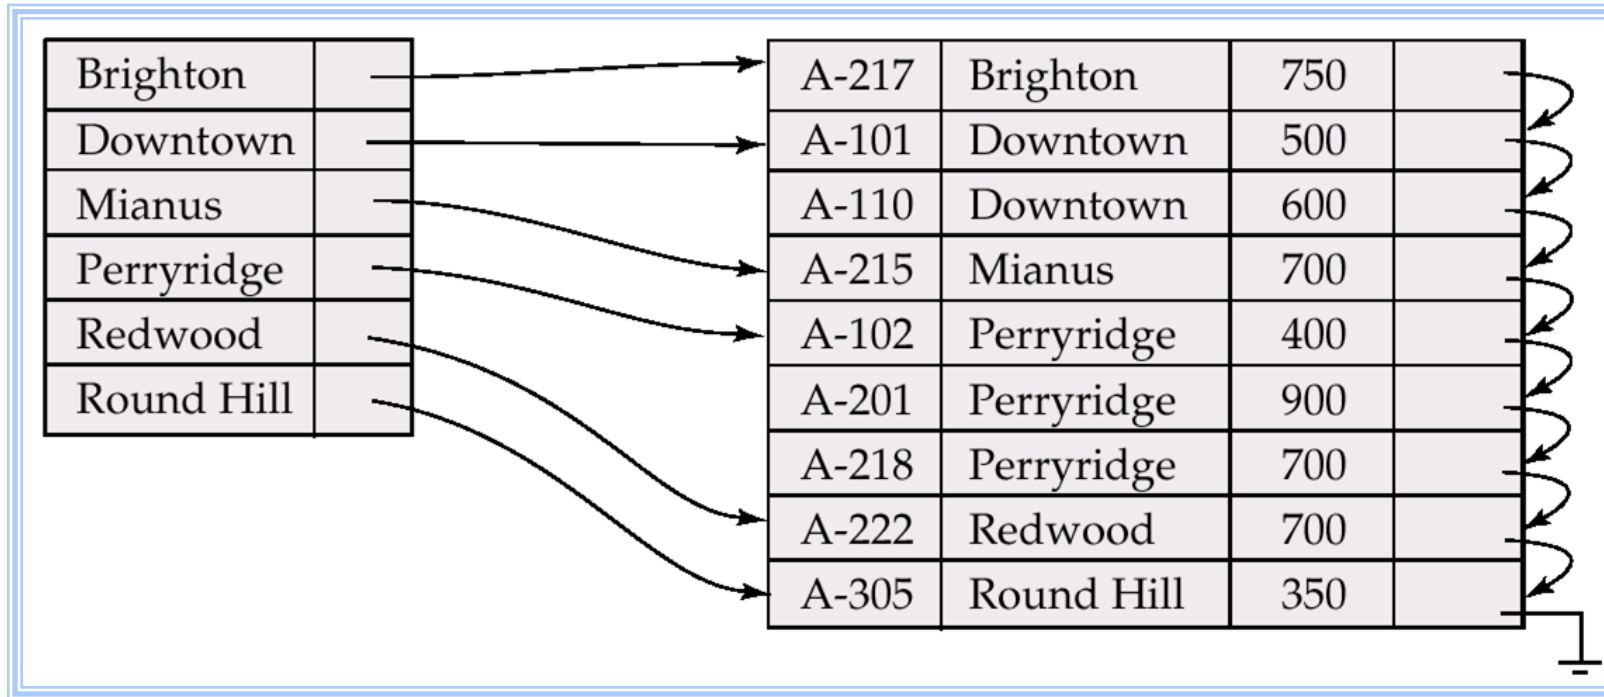 Brighton
Downtown
Mianus
Perryridge
Redwood
Round Hill
A-217 Brighton 750
A-101 Downtown 500
A-110 Downtown 600
A-215 Mianus 700
A-102 Perryridge 400
A-201 Perryridge 900
A-218 Perryridge 700
A-222 Redwood 700
A-305 Round Hill 350